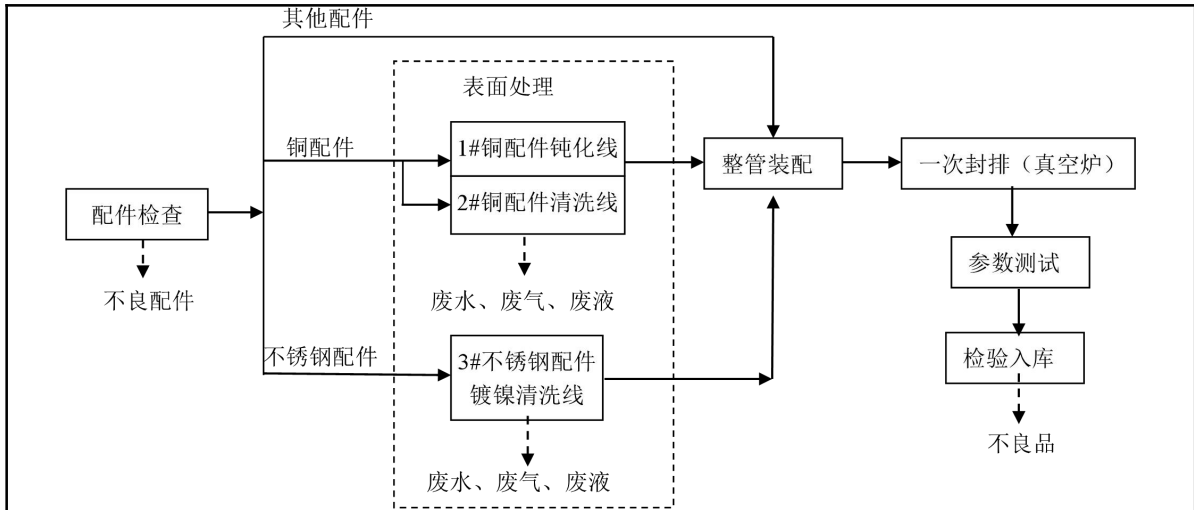 其他配件
表面处理
铜配件
1#铜配件钝化线
整管装配
一次封排（真空炉）
配件检查
2#铜配件清洗线
参数测试
不良配件
废水、废气、废液
不锈钢配件
3#不锈钢配件
镀镍清洗线
检验入库
不良品
废水、废气、废液